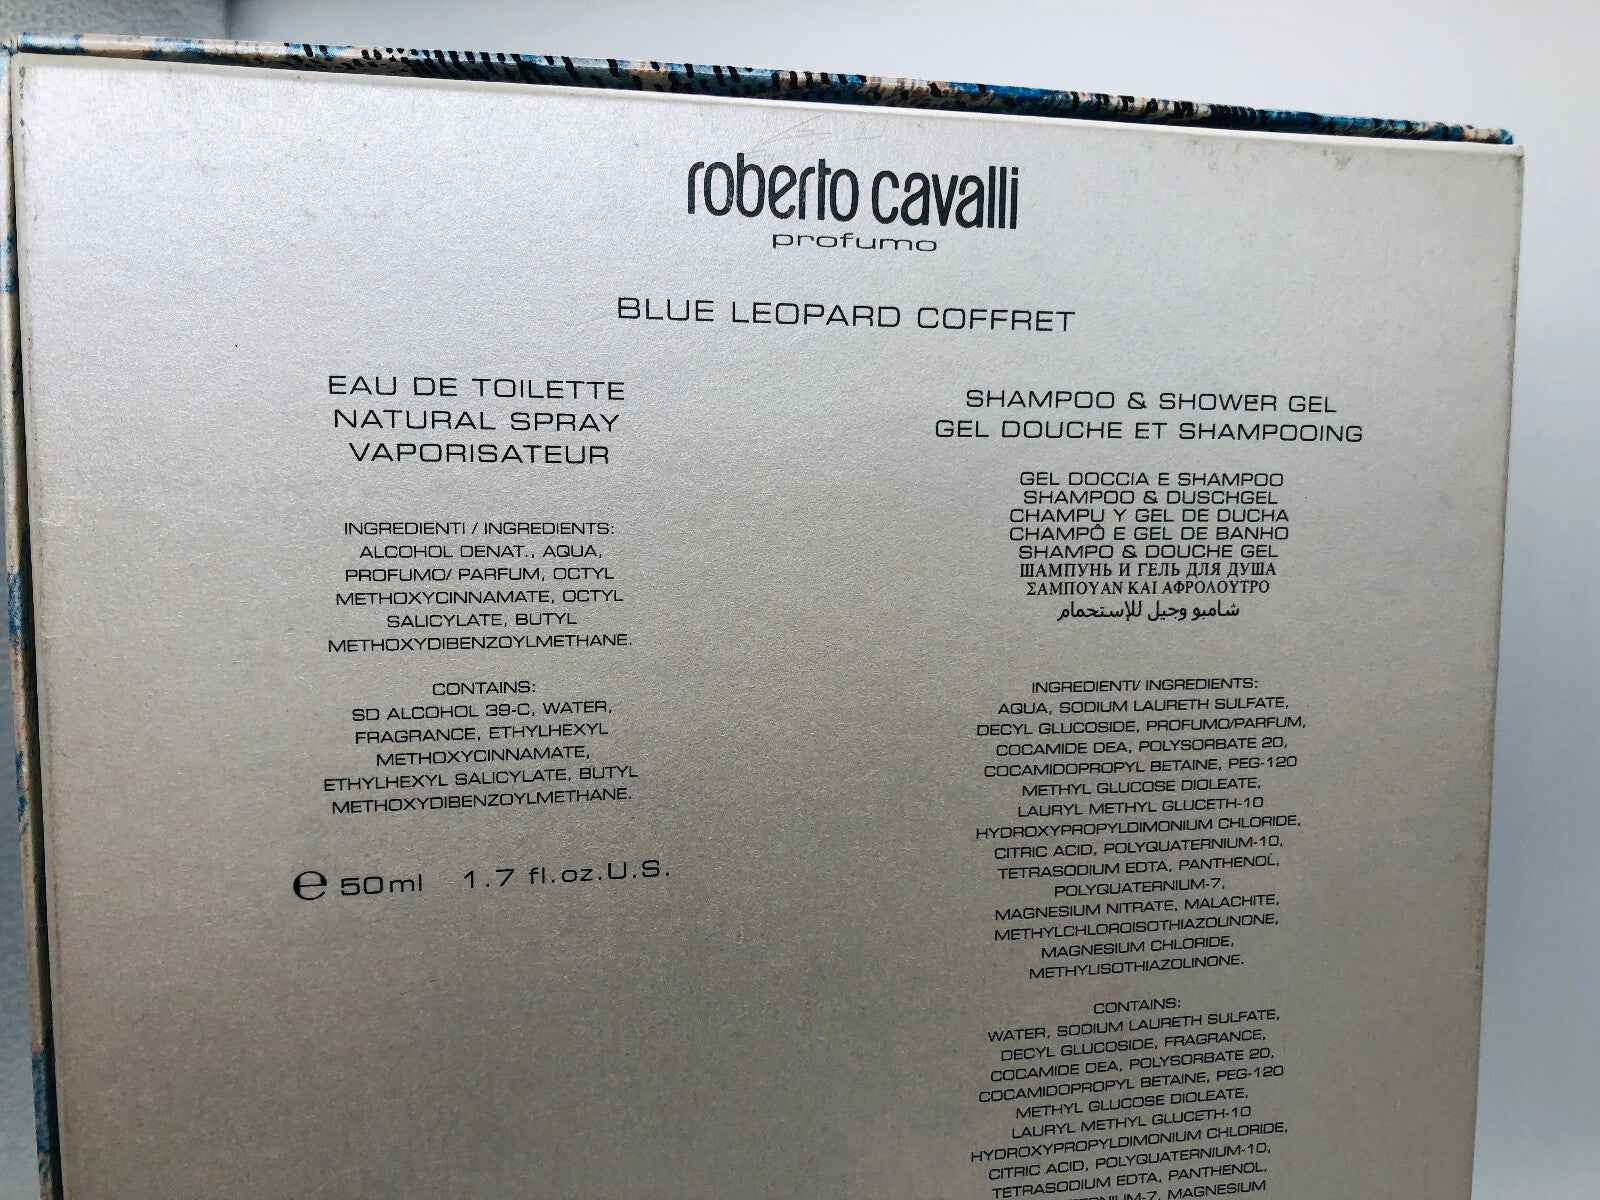 roberto cavalli
profumo
BLUE LEOPARD COFFRET
EAU DE TOILETTE
NATURAL SPRAY
VAPORISATEUR
INGREDIENTI / INGREDIENTS:
ALCOHOL DENAT., AQUA,
PROFUMO/ PARFUM, OCTYL
METHOXYCINNAMATE, OCTYL
SALICYLATE, BUTYL
METHOXYDIBENZOYLMETHANE.
CONTAINS:
SD ALCOHOL 39-C, WATER,
FRAGRANCE, ETHYLHEXYL
METHOXYCINNAMATE,
ETHYLHEXYL SALICYLATE, BUTYL
METHOXYDIBENZOYLMETHANE.
℮ 50ml 1.7 fl.oz.U.S.
SHAMPOO & SHOWER GEL
GEL DOUCHE ET SHAMPOOING
GEL DOCCIA E SHAMPOO
SHAMPOO & DUSCHGEL
CHAMPU Y GEL DE DUCHA
CHAMPÔ E GEL DE BANHO
SHAMPO & DOUCHE GEL
ШАМПУНЬ И ГЕЛЬ ДЛЯ ДУША
ΣΑΜΠΟΥΑΝ ΚΑΙ ΑΦΡΟΛΟΥΤΡΟ
شامبو وجيل للإستحمام
INGREDIENTI/ INGREDIENTS:
AQUA, SODIUM LAURETH SULFATE,
DECYL GLUCOSIDE, PROFUMO/PARFUM,
COCAMIDE DEA, POLYSORBATE 20,
COCAMIDOPROPYL BETAINE, PEG-120
METHYL GLUCOSE DIOLEATE,
LAURYL METHYL GLUCETH-10
HYDROXYPROPYLDIMONIUM CHLORIDE,
CITRIC ACID, POLYQUATERNIUM-10,
TETRASODIUM EDTA, PANTHENOL,
POLYQUATERNIUM-7,
MAGNESIUM NITRATE, MALACHITE,
METHYLCHLOROISOTHIAZOLINONE,
MAGNESIUM CHLORIDE,
METHYLISOTHIAZOLINONE.
CONTAINS:
WATER, SODIUM LAURETH SULFATE,
DECYL GLUCOSIDE, FRAGRANCE,
COCAMIDE DEA, POLYSORBATE 20,
COCAMIDOPROPYL BETAINE, PEG-120
METHYL GLUCOSE DIOLEATE,
LAURYL METHYL GLUCETH-10
HYDROXYPROPYLDIMONIUM CHLORIDE,
CITRIC ACID, POLYQUATERNIUM-10,
TETRASODIUM EDTA, PANTHENOL,
MAGNESIUM